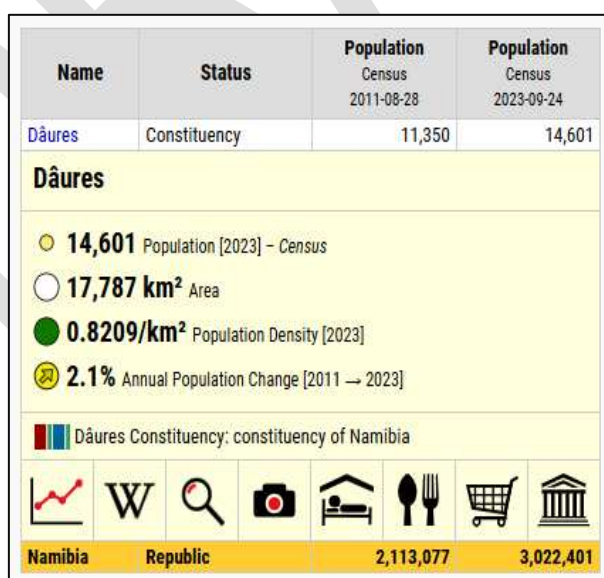 Name Status Population Census 2011-08-28 Population Census 2023-09-24
Dâures Constituency 11,350 14,601
Dâures
14,601 Population [2023] – Census
17,787 km² Area
0.8209/km² Population Density [2023]
2.1% Annual Population Change [2011 → 2023]
Dâures Constituency: constituency of Namibia
W
Namibia Republic 2,113,077 3,022,401